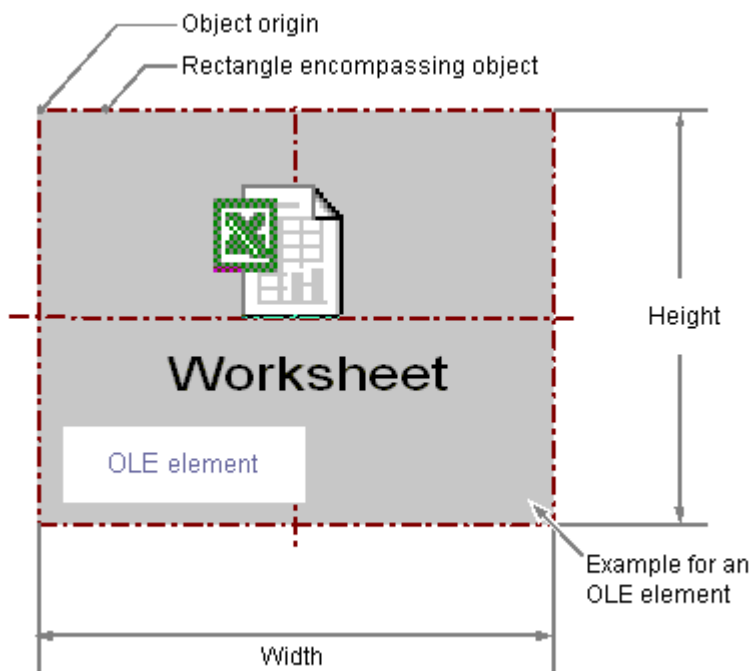 Object origin
Rectangle encompassing object
Height
Worksheet
OLE element
Example for an
OLE element
Width